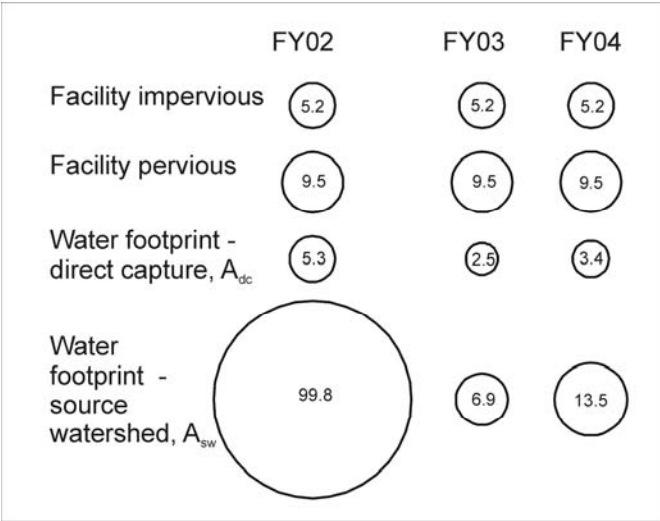 FY02 FY03 FY04
Facility impervious 5.2 5.2 5.2
Facility pervious 9.5 9.5 9.5
Water footprint -
direct capture, Adc 5.3 2.5 3.4
Water
footprint - 99.8 6.9 13.5
source
watershed, Asw